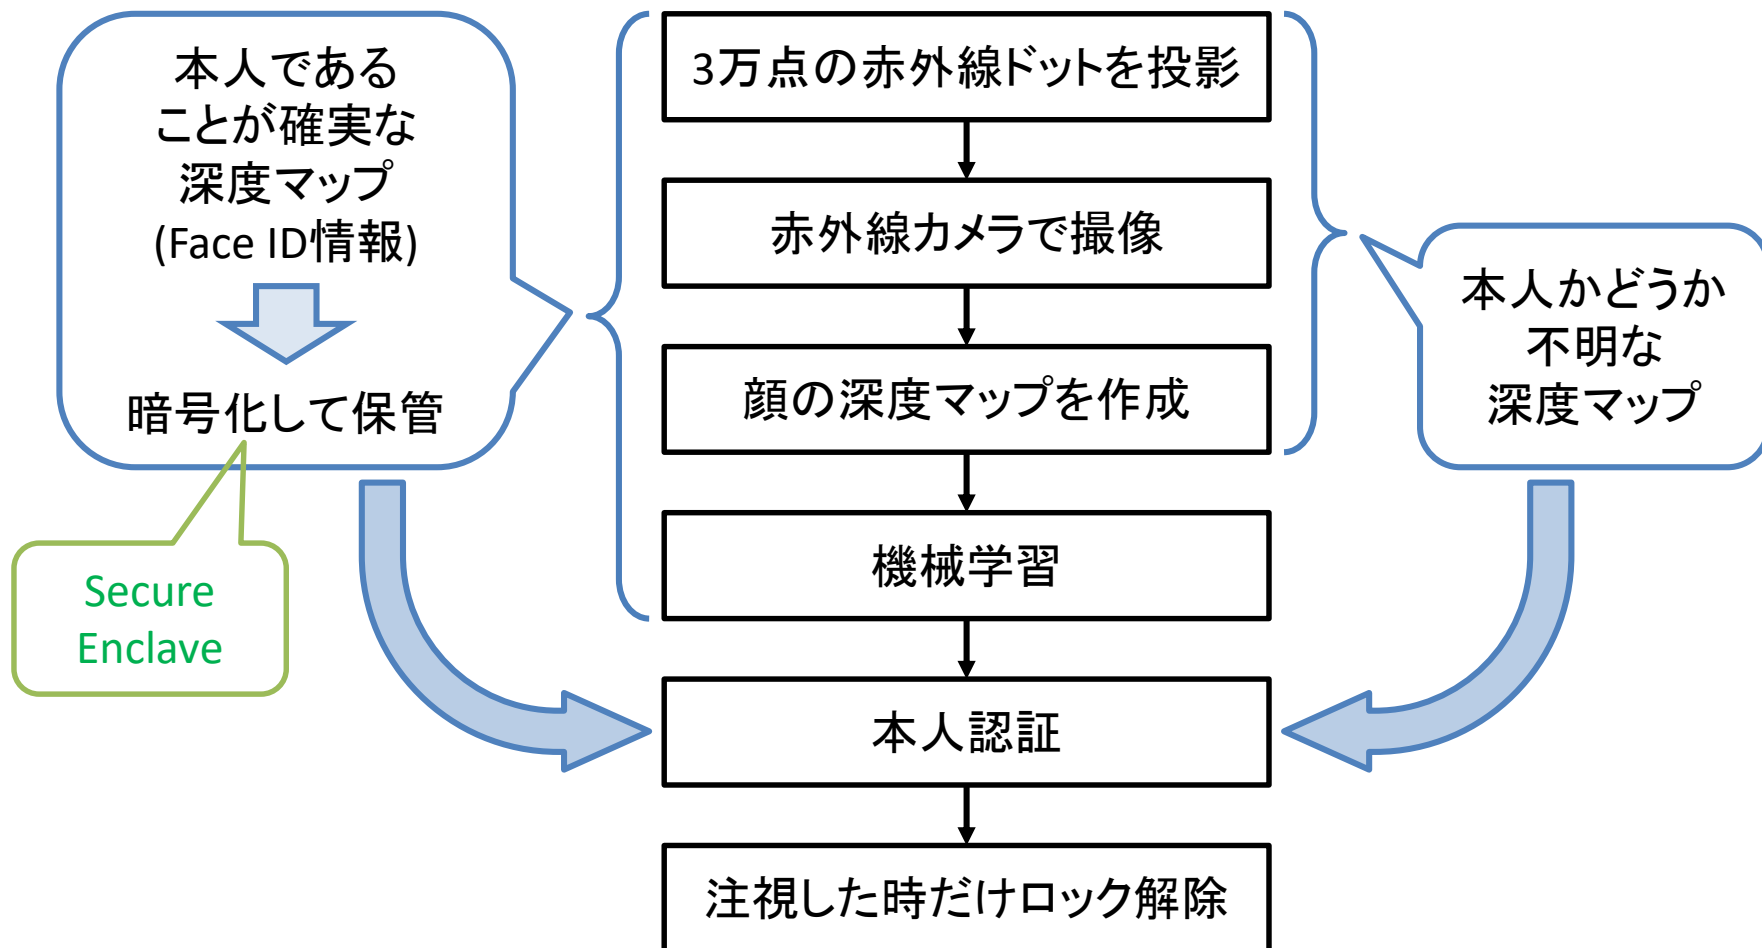 本人である
ことが確実な
深度マップ
(Face ID情報)
暗号化して保管
Secure
Enclave
3万点の赤外線ドットを投影
赤外線カメラで撮像
顔の深度マップを作成
機械学習
本人認証
注視した時だけロック解除
本人かどうか
不明な
深度マップ